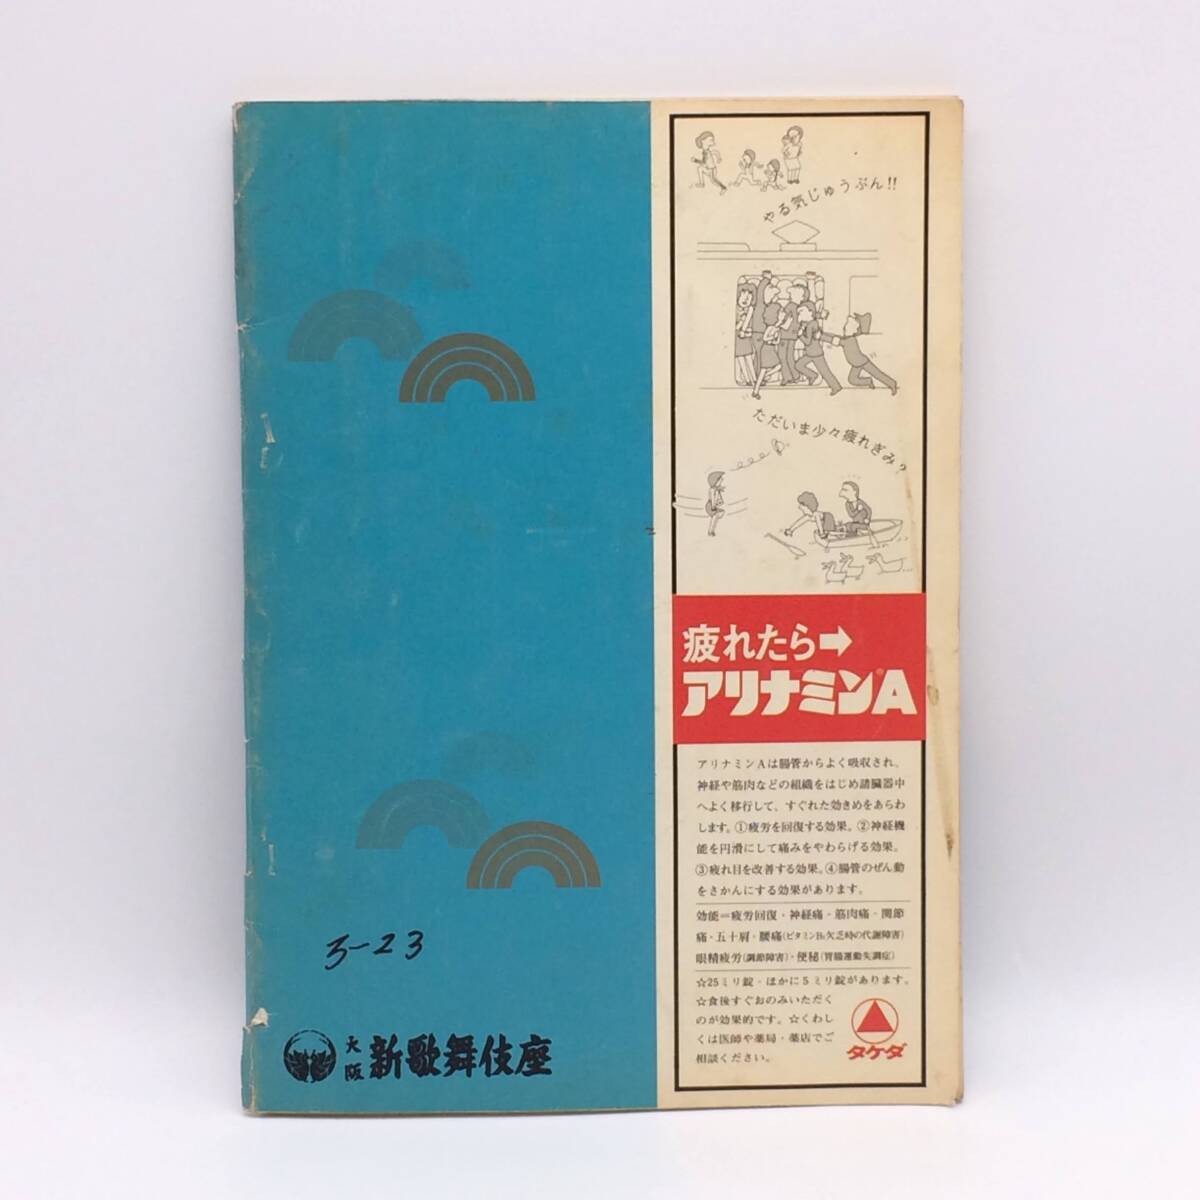 やる気じゅうぶん!!
ただいま少々疲れぎみ?
疲れたら➡
アリナミンA
アリナミンAは腸管からよく吸収され、
神経や筋肉などの組織をはじめ諸臓器中
へよく移行して、すぐれた効きめをあらわ
します。①疲労を回復する効果。②神経機
能を円滑にして痛みをやわらげる効果。
③疲れ目を改善する効果。④腸管のぜん動
をさかんにする効果があります。
効能=疲労回復・神経痛・筋肉痛・関節
痛・五十肩・腰痛(ビタミンB₁欠乏時の代謝障害)
眼精疲労(調節障害)・便秘(胃腸運動失調症)
☆25ミリ錠・ほかに5ミリ錠があります。
☆食後すぐおのみいただく
のが効果的です。☆くわし
くは医師や薬局・薬店でご
相談ください。
タケダ
3-23
大阪 新歌舞伎座